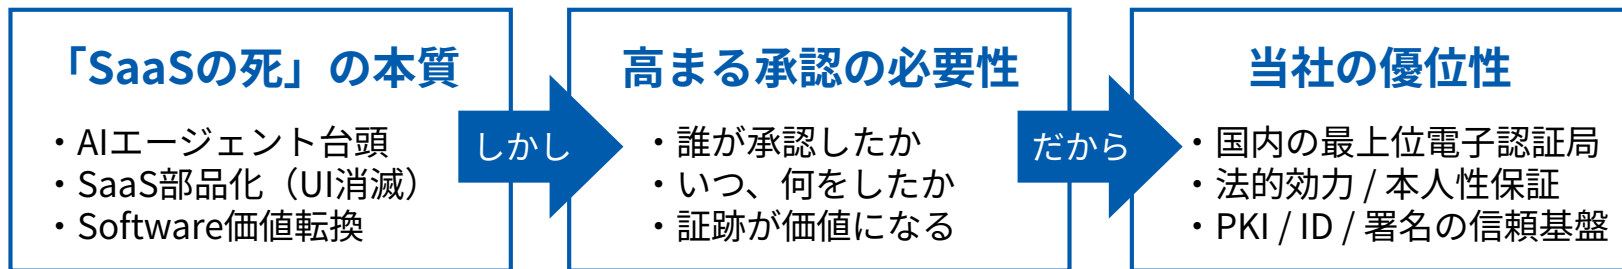 「SaaSの死」の本質
・AIエージェント台頭
・SaaS部品化（UI消滅）
・Software価値転換
しかし
高まる承認の必要性
・誰が承認したか
・いつ、何をしたか
・証跡が価値になる
だから
当社の優位性
・国内の最上位電子認証局
・法的効力 / 本人性保証
・PKI / ID / 署名の信頼基盤